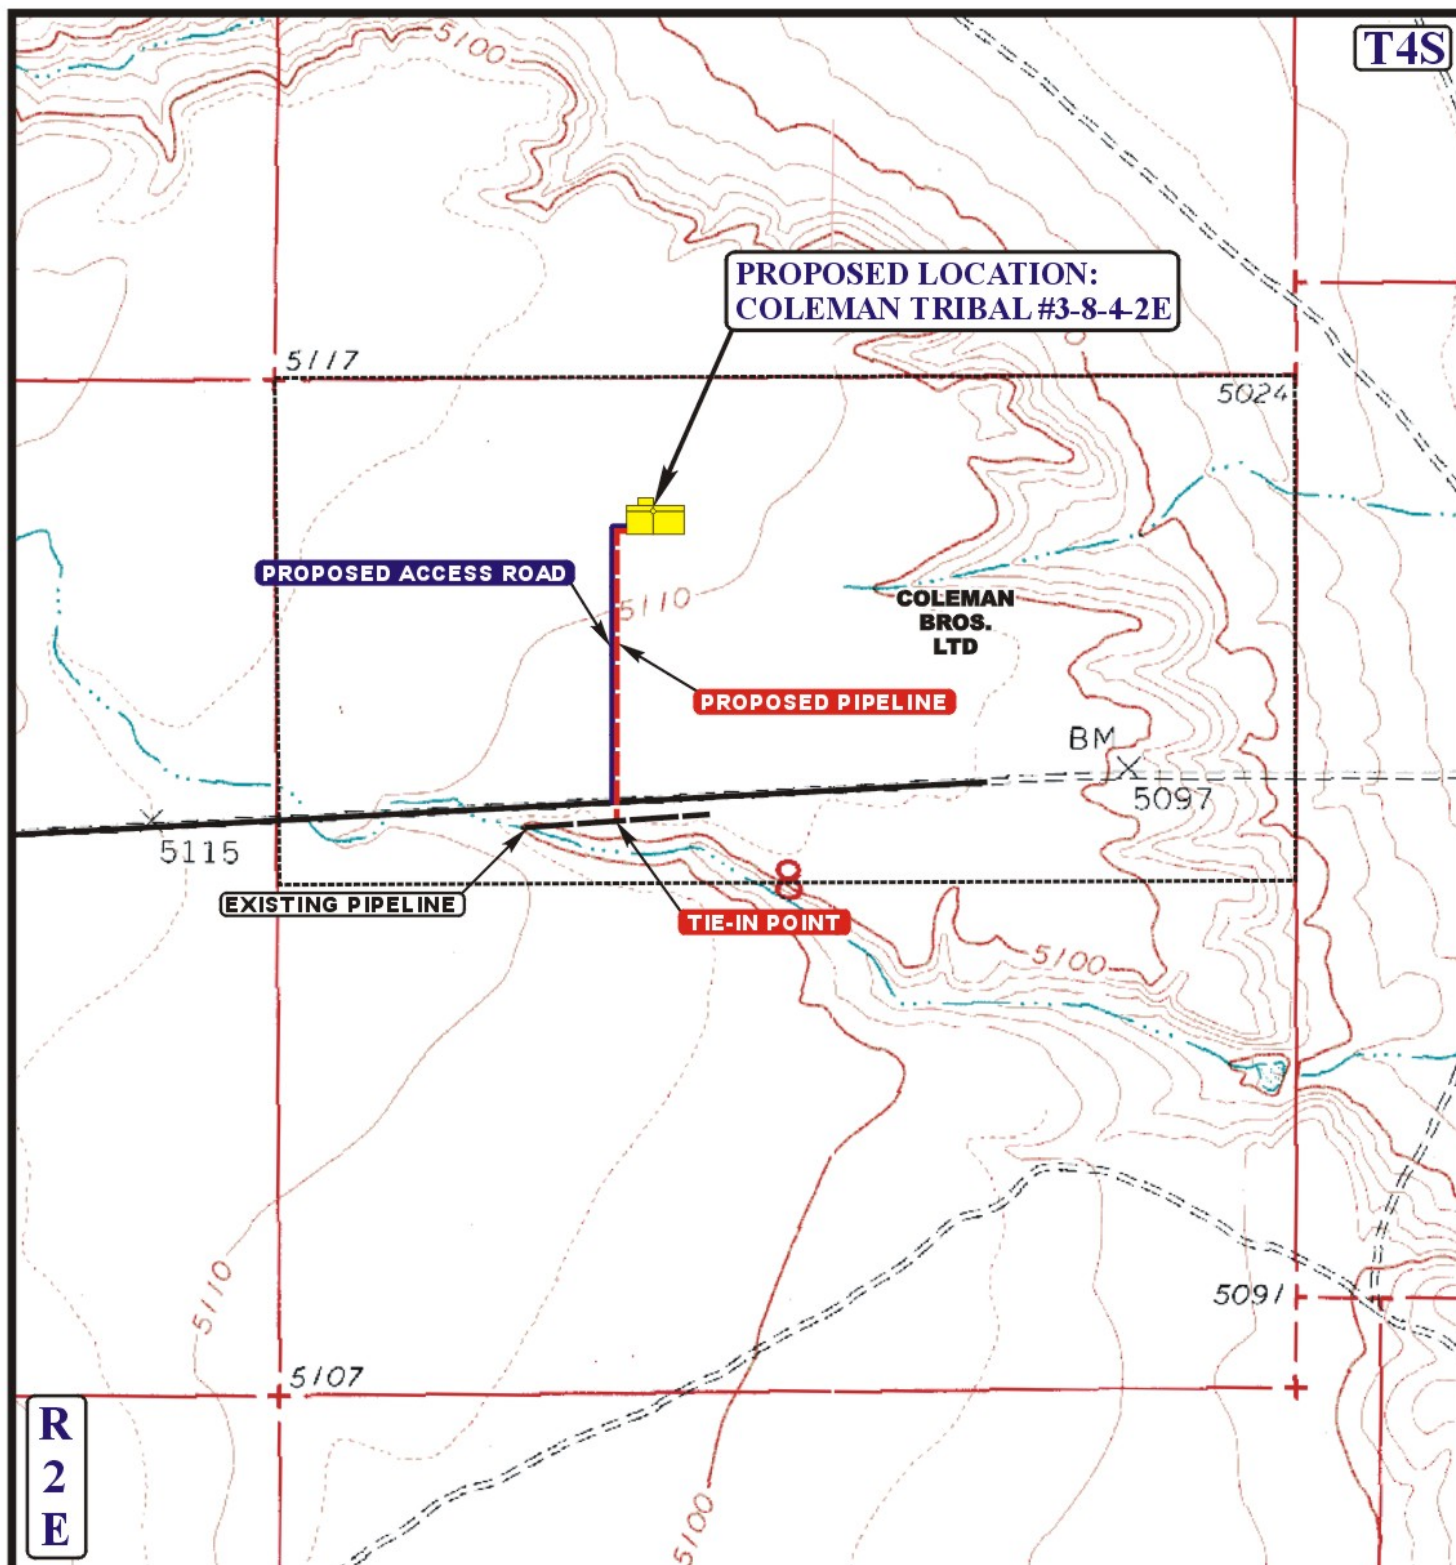 T4S
5100
PROPOSED LOCATION:
COLEMAN TRIBAL #3-8-4-2E
5117
5024
PROPOSED ACCESS ROAD
5110
COLEMAN
BROS.
LTD
PROPOSED PIPELINE
BM
5097
5115
8
EXISTING PIPELINE
TIE-IN POINT
5100
5110
5091
5107
R
2
E
5100